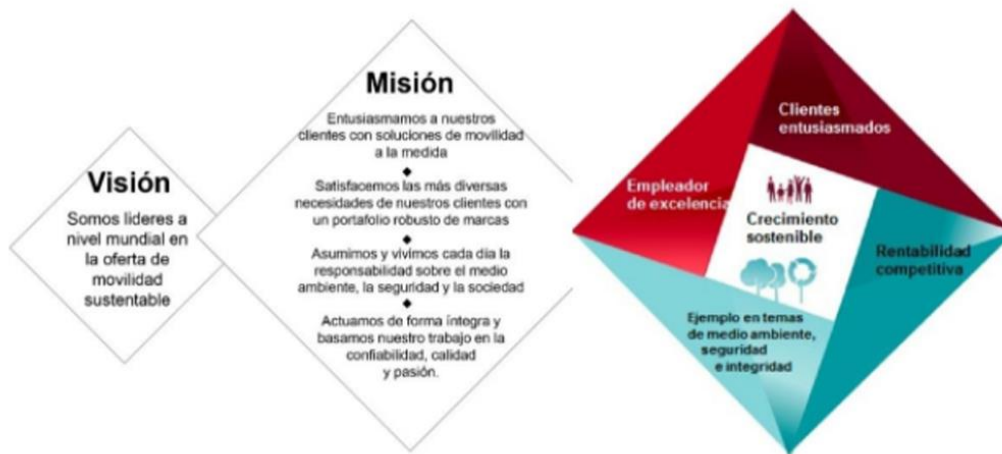 Visión
Somos lideres a
nivel mundial en
la oferta de
movilidad
sustentable
Misión
Entusiasmamos a nuestros
clientes con soluciones de movilidad
a la medida
Satisfacemos las más diversas
necesidades de nuestros clientes con
un portafolio robusto de marcas
Asumimos y vivimos cada día la
responsabilidad sobre el medio
ambiente, la seguridad y la sociedad
Actuamos de forma íntegra y
basamos nuestro trabajo en la
confiabilidad, calidad
y pasión.
Clientes
entusiasmados
Empleador
de excelencia
Crecimiento
sostenible
Rentabilidad
competitiva
Ejemplo en temas
de medio ambiente,
seguridad
e integridad